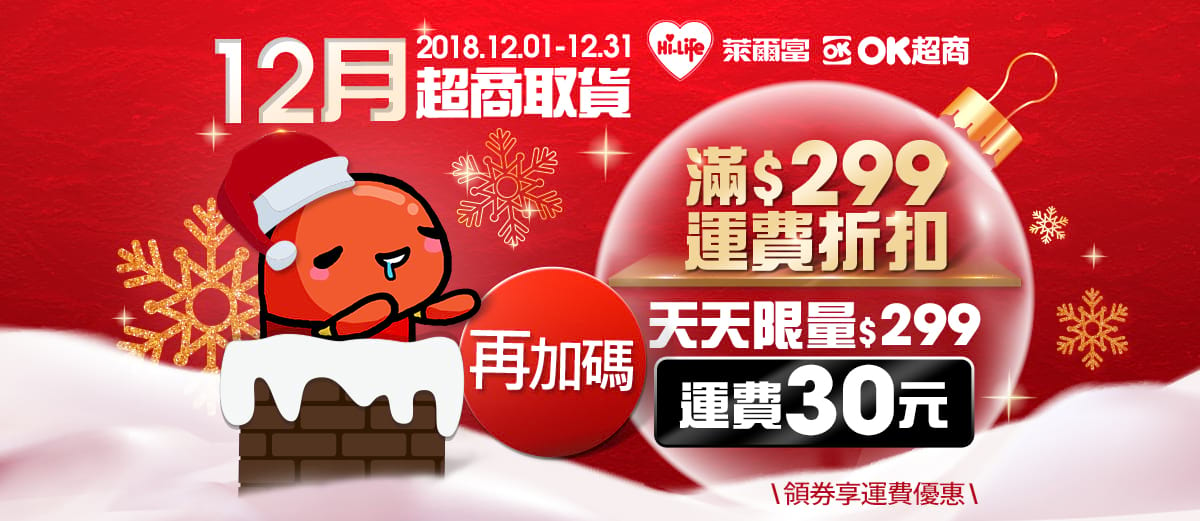 12月
2018.12.01-12.31
超商取貨
Hi-Life 萊爾富 OK OK超商
滿$299
運費折扣
再加碼
天天限量$299
運費30元
\領券享運費優惠\